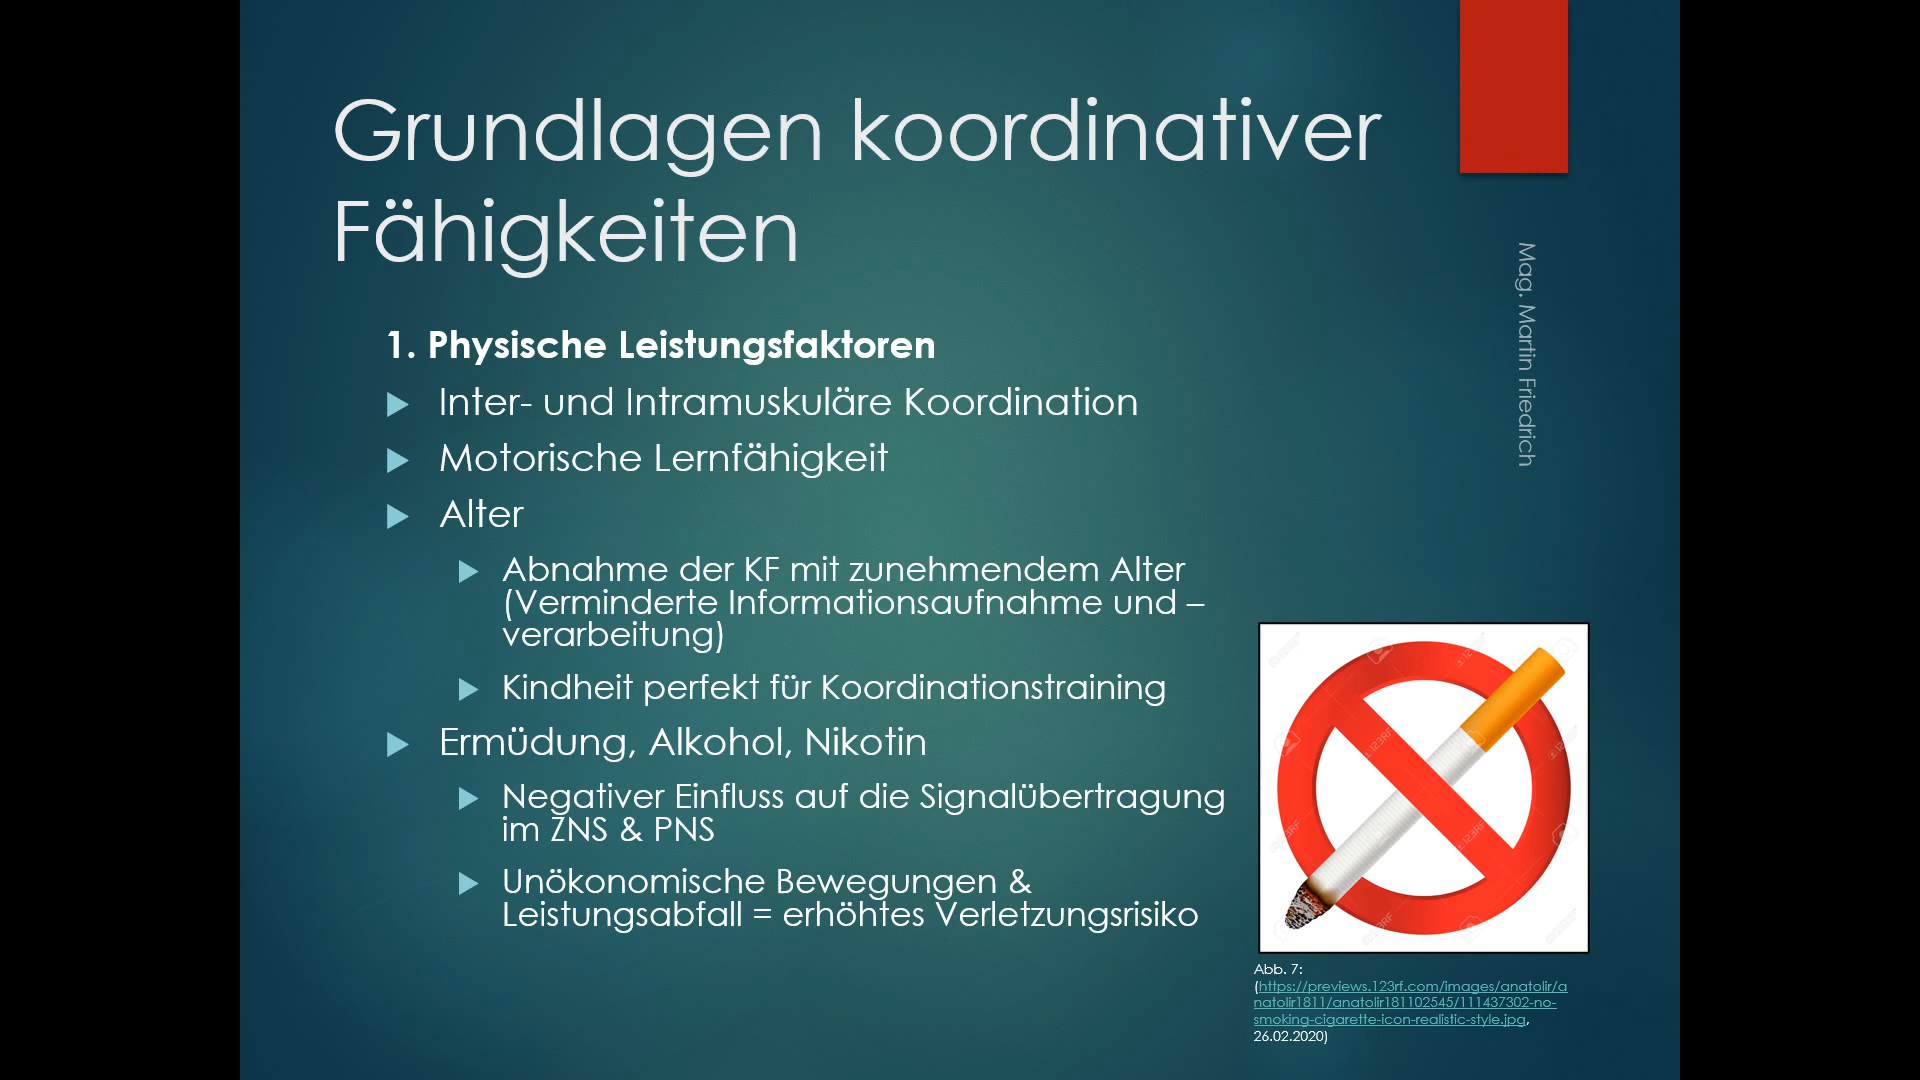 Grundlagen koordinativer
Fähigkeiten
Mag. Martin Friedrich
1. Physische Leistungsfaktoren
Inter- und Intramuskuläre Koordination
Motorische Lernfähigkeit
Alter
Abnahme der KF mit zunehmendem Alter
(Verminderte Informationsaufnahme und –
verarbeitung)
Kindheit perfekt für Koordinationstraining
Ermüdung, Alkohol, Nikotin
Negativer Einfluss auf die Signalübertragung
im ZNS & PNS
Unökonomische Bewegungen &
Leistungsabfall = erhöhtes Verletzungsrisiko
123RF
Abb. 7:
(https://previews.123rf.com/images/anatolir/a
natolir1811/anatolir181102545/111437302-no-
smoking-cigarette-icon-realistic-style.jpg,
26.02.2020)